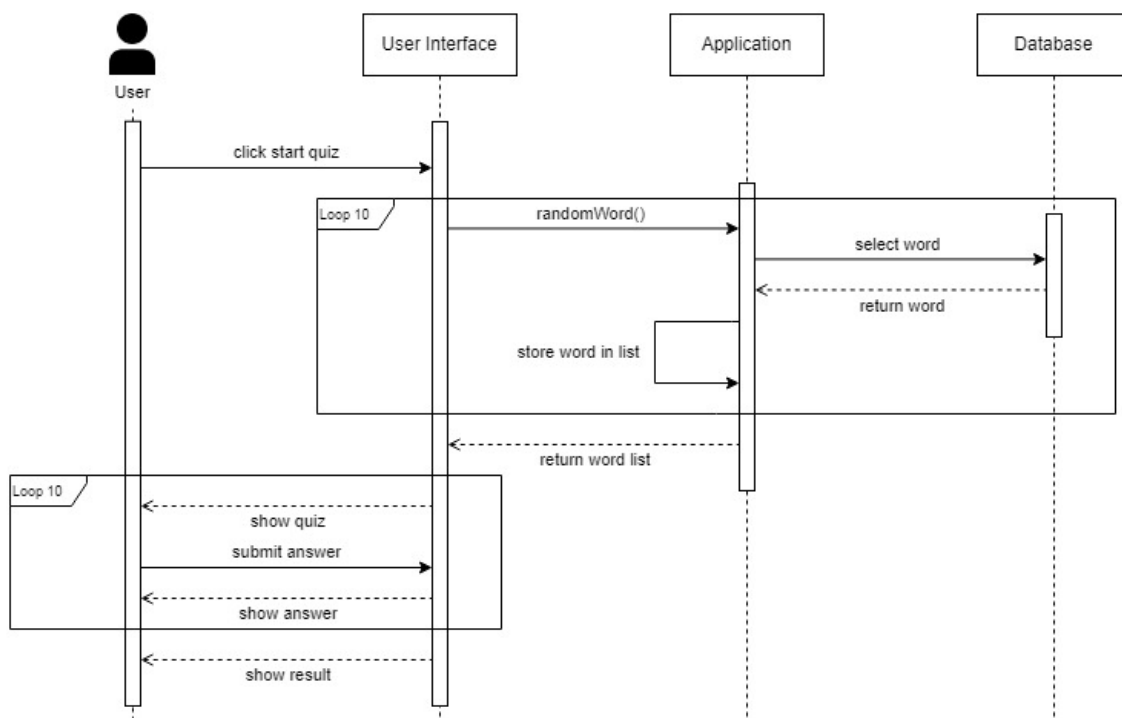 User Interface
Application
Database
User
click start quiz
Loop 10
randomWord()
select word
return word
store word in list
return word list
Loop 10
show quiz
submit answer
show answer
show result